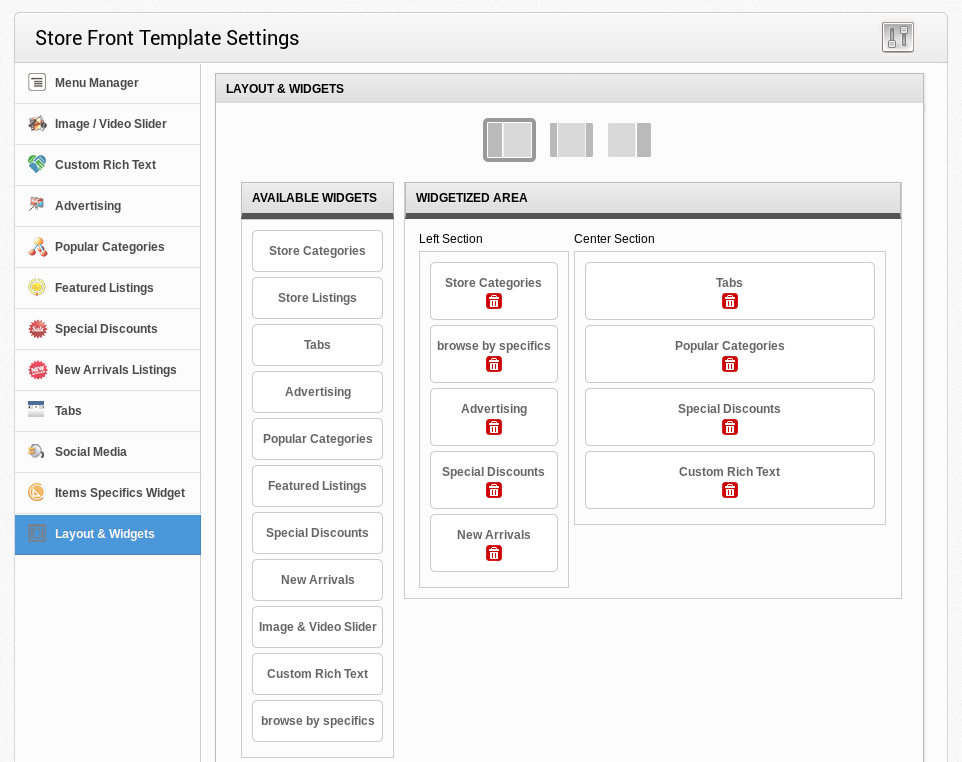 Store Front Template Settings
Menu Manager
Image / Video Slider
Custom Rich Text
Advertising
Popular Categories
Featured Listings
Special Discounts
New Arrivals Listings
Tabs
Social Media
Items Specifics Widget
Layout & Widgets
LAYOUT & WIDGETS
AVAILABLE WIDGETS
Store Categories
Store Listings
Tabs
Advertising
Popular Categories
Featured Listings
Special Discounts
New Arrivals
Image & Video Slider
Custom Rich Text
browse by specifics
WIDGETIZED AREA
Left Section
Store Categories
browse by specifics
Advertising
Special Discounts
New Arrivals
Center Section
Tabs
Popular Categories
Special Discounts
Custom Rich Text